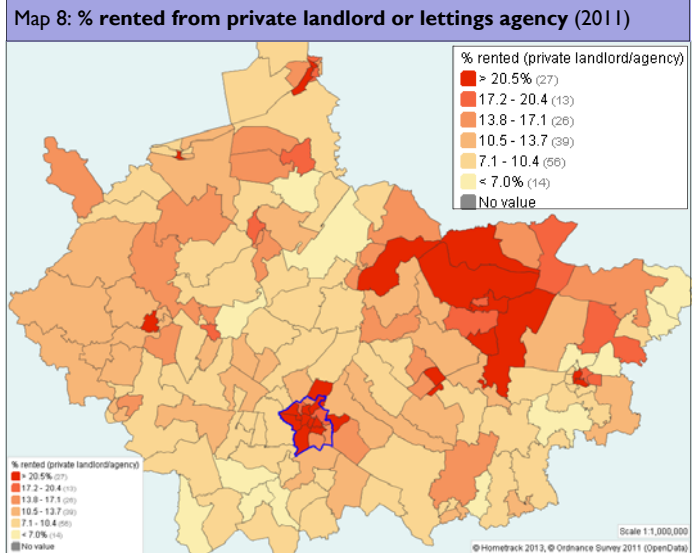 Map 8: % rented from private landlord or lettings agency (2011)
% rented (private landlord/agency)
> 20.5% (27)
17.2 - 20.4 (13)
13.8 - 17.1 (26)
10.5 - 13.7 (39)
7.1 - 10.4 (56)
< 7.0% (14)
No value
% rented (private landlord/agency)
> 20.5% (27)
17.2 - 20.4 (13)
13.8 - 17.1 (26)
10.5 - 13.7 (39)
7.1 - 10.4 (56)
< 7.0% (14)
No value
Scale 1:1,000,000
© Hometrack 2013, © Ordnance Survey 2011 (OpenData)